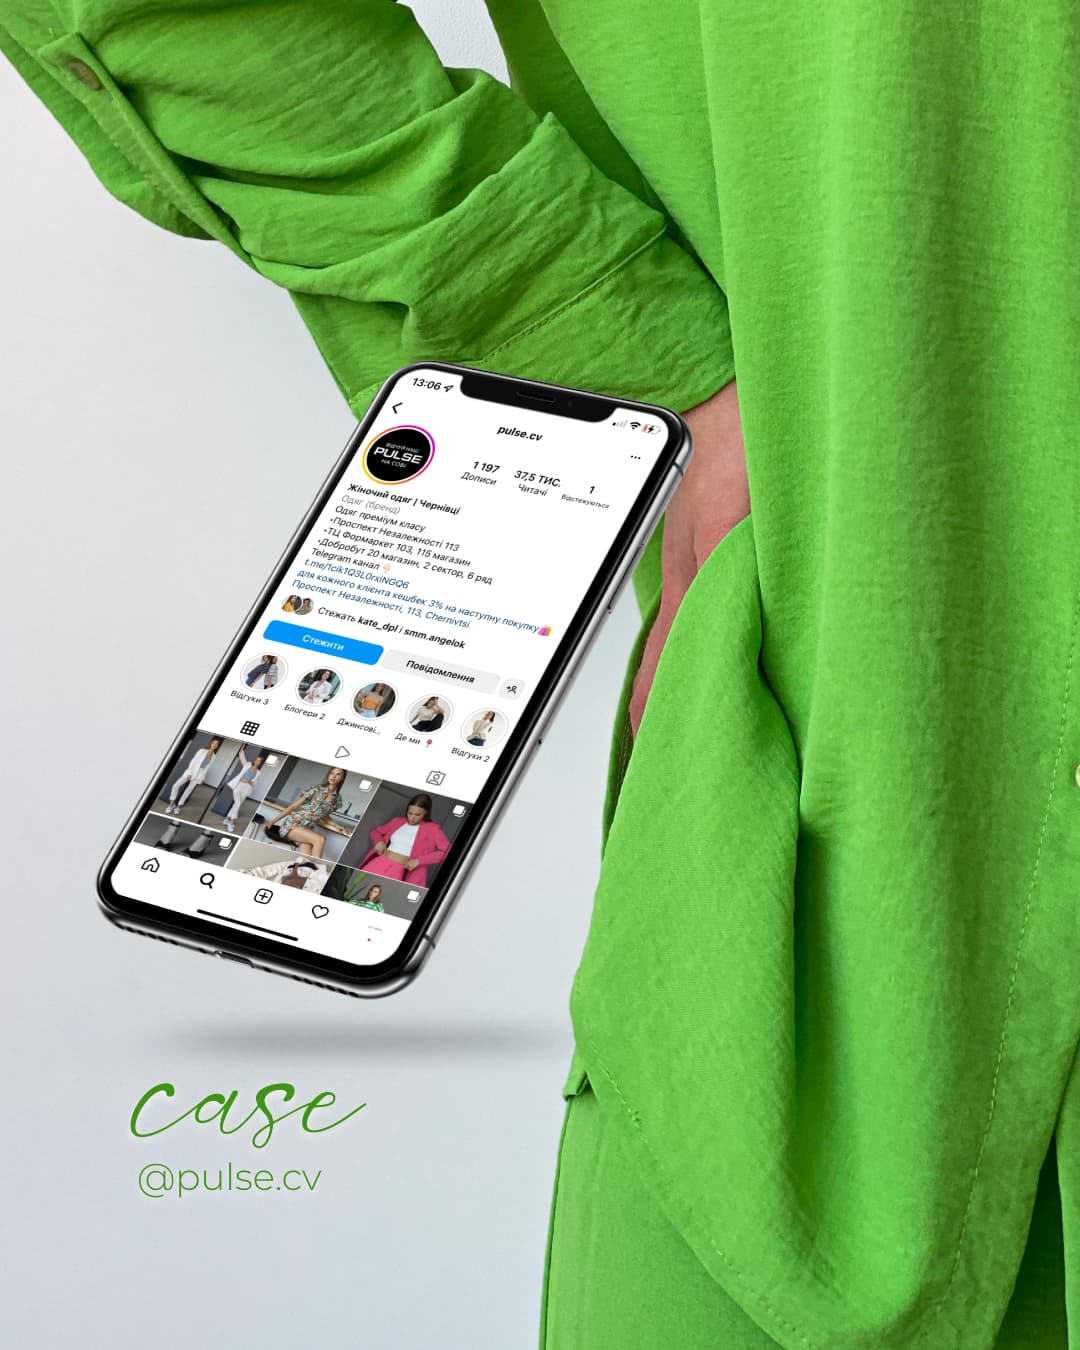 13:06
pulse.cv
ВІДЧУЙ НАШ
PULSE
НА СОБІ
1 197
Дописи
37,5 ТИС.
Читачі
1
Відстежуються
Жіночий одяг | Чернівці
Одяг (бренд)
Одяг преміум класу
•Проспект Незалежності 113
•ТЦ Формаркет 103, 115 магазин
•Добробут 20 магазин, 2 сектор, 6 ряд
Telegram канал 👇🏻
t.me/1cik1Q3L0rxiNGQ6
для кожного клієнта кешбек 3% на наступну покупку🛍️
Проспект Незалежності, 113, Chernivtsi
Стежать kate_dpl і smm.angelok
Стежити
Повідомлення
Відгуки 3
Блогери 2
Джинсові...
Де ми 📍
Відгуки 2
case
@pulse.cv